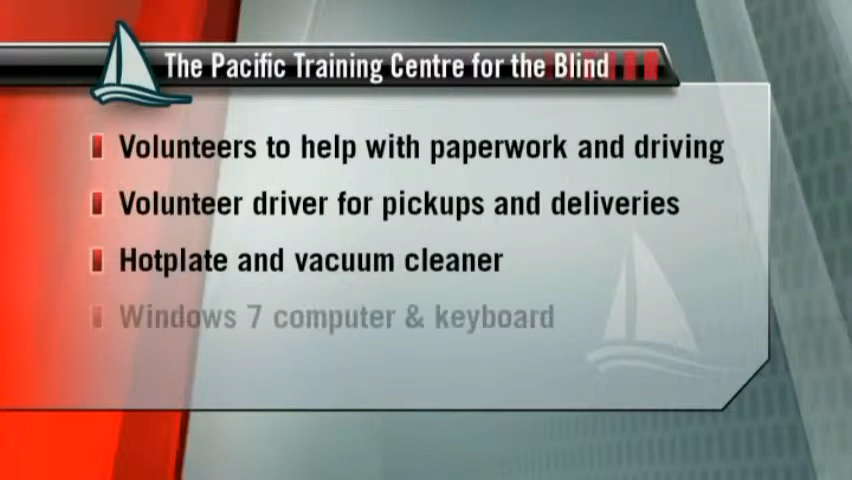 The Pacific Training Centre for the Blind
Volunteers to help with paperwork and driving
Volunteer driver for pickups and deliveries
Hotplate and vacuum cleaner
Windows 7 computer & keyboard